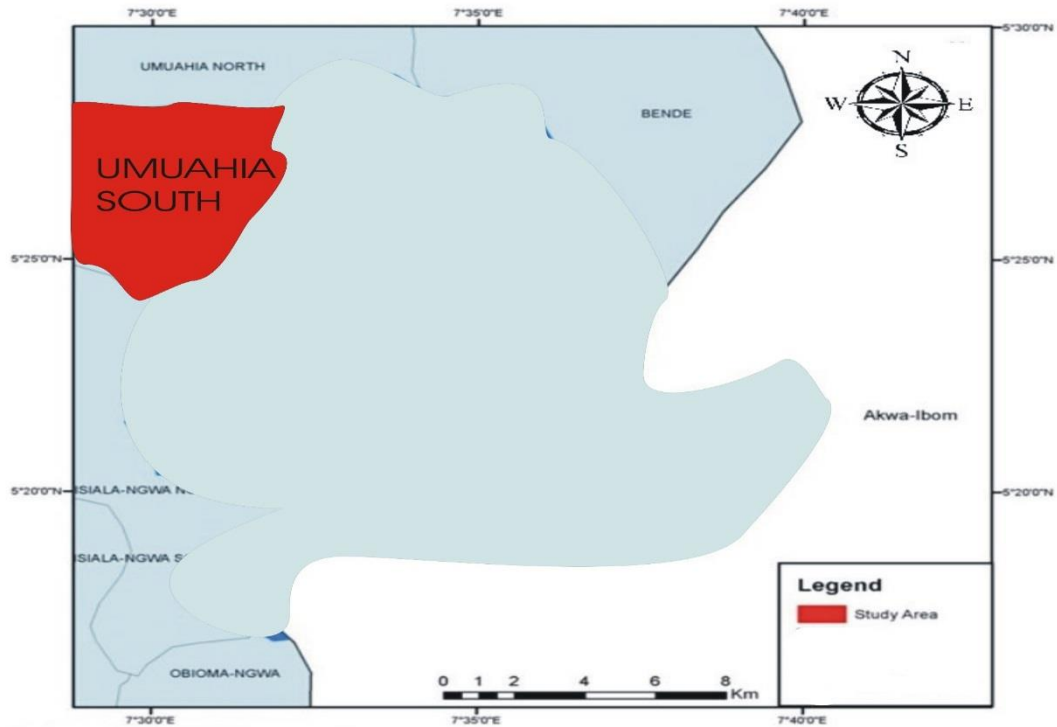 7°30'0"E 7°35'0"E 7°40'0"E
5°30'0"N
UMUAHIA NORTH
BENDE
N
W E
S
UMUAHIA
SOUTH
5°25'0"N 5°25'0"N
Akwa-Ibom
5°20'0"N ISIALA-NGWA N 5°20'0"N
ISIALA-NGWA S
Legend
Study Area
OBIOMA-NGWA
0 1 2 4 6 8
Km
7°30'0"E 7°35'0"E 7°40'0"E